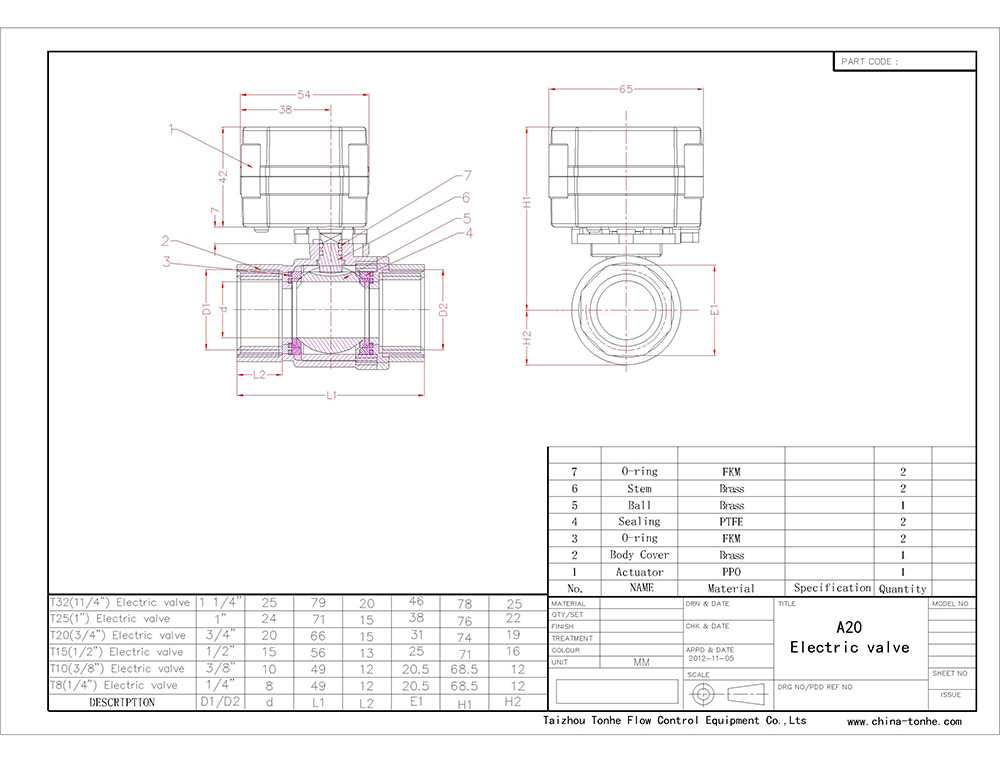 PART CODE :
54
38
65
1
42
7
7
6
5
4
2
3
D1
d
D2
L2
L1
H1
H2
E1
7 O-ring FKM 2
6 Stem Brass 2
5 Ball Brass 1
4 Sealing PTFE 2
3 O-ring FKM 2
2 Body Cover Brass 1
1 Actuator PPO 1
No. NAME Material Specification Quantity
T32(11/4”) Electric valve 1 1/4” 25 79 20 46 78 25
T25(1”) Electric valve 1” 24 71 15 38 76 22
T20(3/4”) Electric valve 3/4” 20 66 15 31 74 19
T15(1/2”) Electric valve 1/2” 15 56 13 25 71 16
T10(3/8”) Electric valve 3/8” 10 49 12 20.5 68.5 12
T8(1/4”) Electric valve 1/4” 8 49 12 20.5 68.5 12
DESCRIPTION D1/D2 d L1 L2 E1 H1 H2
MATERIAL
QTY/SET
FINISH
TREATMENT
COLOUR
UNIT MM
DRN & DATE
CHK & DATE
APPD & DATE
2012-11-05
SCALE
TITLE
A20
Electric valve
DRG NO/PDD REF NO
MODEL NO
SHEET NO
ISSUE
Taizhou Tonhe Flow Control Equipment Co.,Lts www.china-tonhe.com